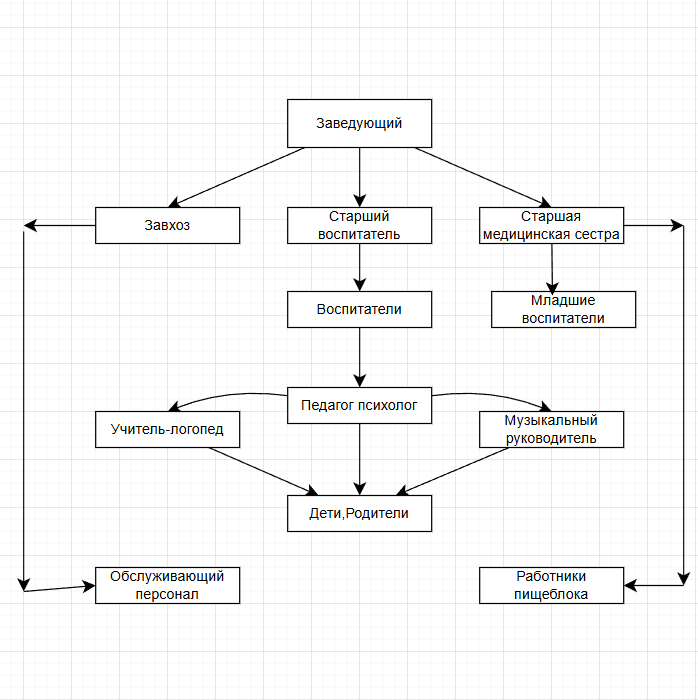 Заведующий
Завхоз
Старший
воспитатель
Старшая
медицинская сестра
Воспитатели
Младшие
воспитатели
Педагог психолог
Учитель-логопед
Музыкальный
руководитель
Дети,Родители
Обслуживающий
персонал
Работники
пищеблока